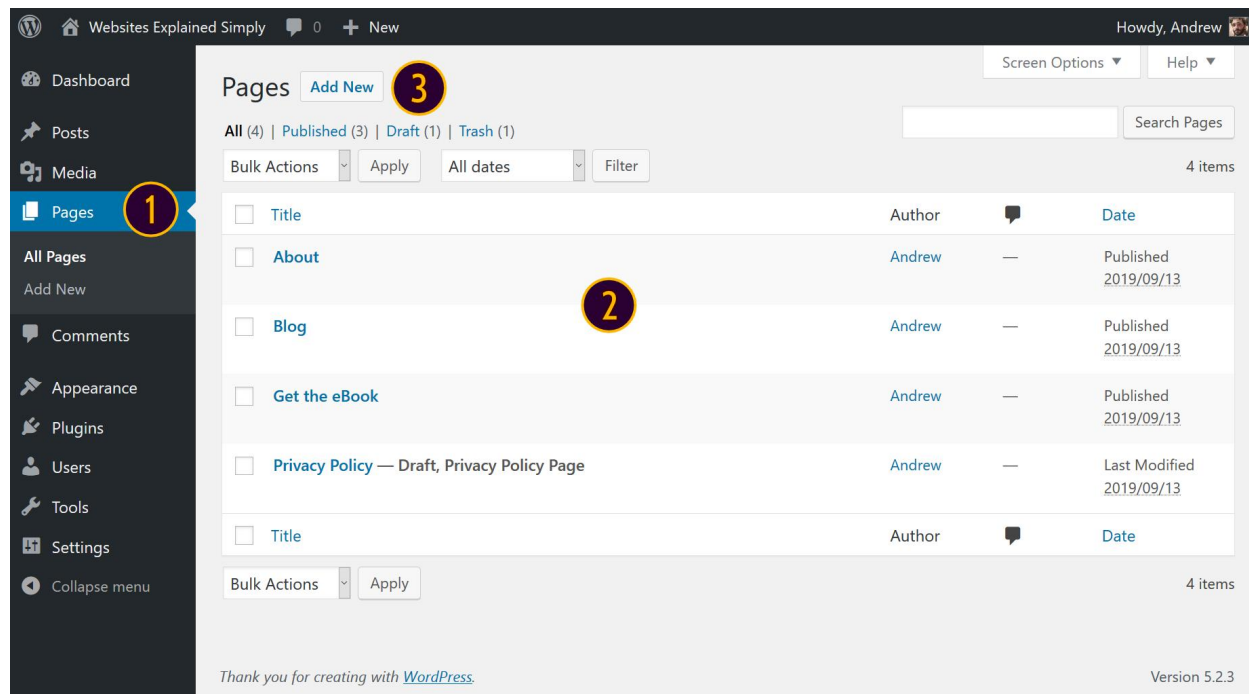 Websites Explained Simply 0 + New Howdy, Andrew
Screen Options ▼ Help ▼
Dashboard
Posts
Media
Pages 1
All Pages
Add New
Comments
Appearance
Plugins
Users
Tools
Settings
Collapse menu
Pages Add New 3
All (4) | Published (3) | Draft (1) | Trash (1)
Search Pages
Bulk Actions Apply All dates Filter 4 items
Title Author Date
About Andrew — Published
2019/09/13
2
Blog Andrew — Published
2019/09/13
Get the eBook Andrew — Published
2019/09/13
Privacy Policy — Draft, Privacy Policy Page Andrew — Last Modified
2019/09/13
Title Author Date
Bulk Actions Apply 4 items
Thank you for creating with WordPress. Version 5.2.3